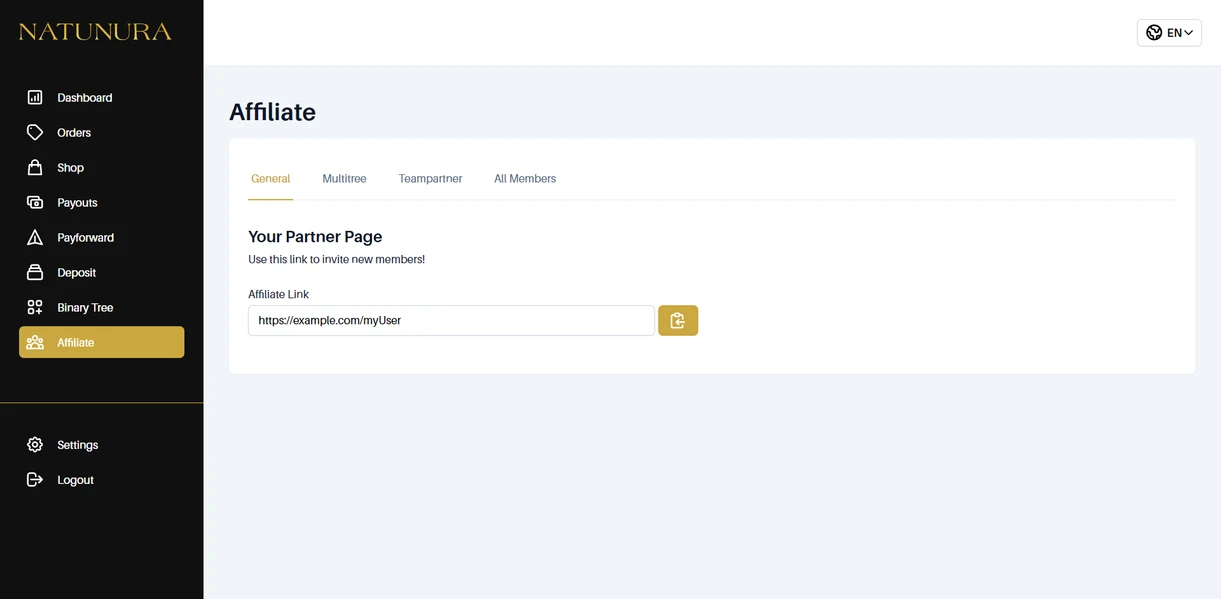 NATUNURA
EN
Dashboard
Orders
Shop
Payouts
Payforward
Deposit
Binary Tree
Affiliate
Settings
Logout
Affiliate
General Multitree Teampartner All Members
Your Partner Page
Use this link to invite new members!
Affiliate Link
https://example.com/myUser